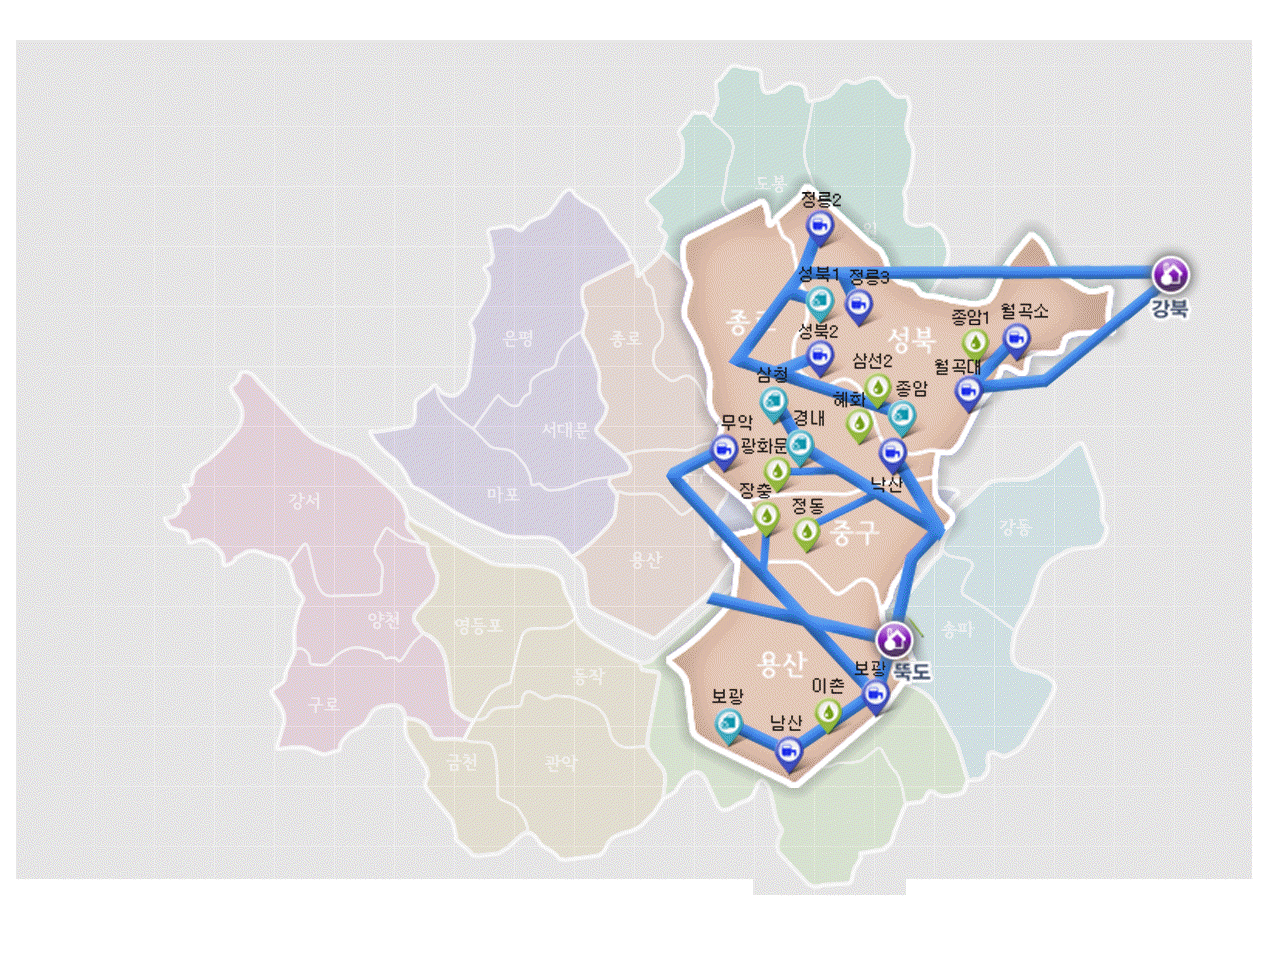 도봉
정릉2
성북1
정릉3
강북
은평
종로
종로
성북2
성북
종암1
월곡소
삼청
삼선2
월곡대
종암
혜화
무악
경내
광화문
서대문
낙산
마포
장충
정동
강서
중구
강동
용산
양천
영등포
송파
용산
보광
뚝도
동작
이촌
보광
구로
남산
금천
관악